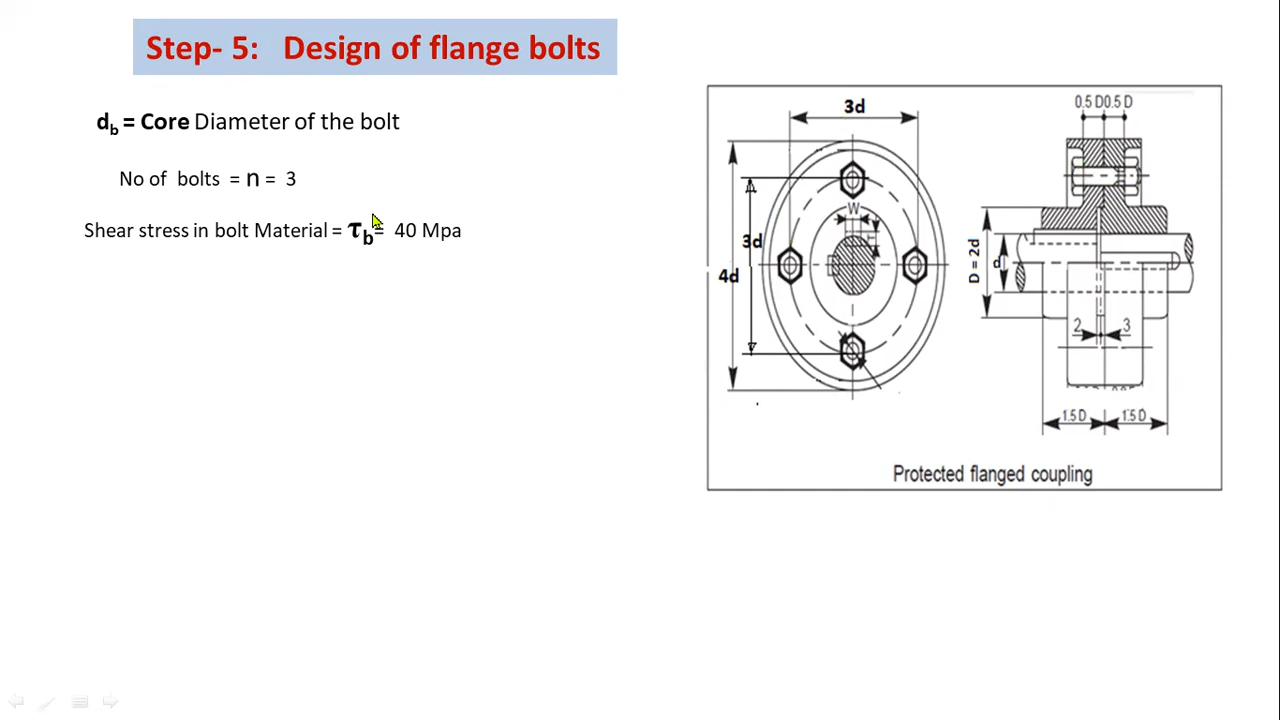 Step- 5: Design of flange bolts
db = Core Diameter of the bolt
No of bolts = n = 3
Shear stress in bolt Material = τb= 40 Mpa
3d
0.5 D 0.5 D
W
3d
4d
D = 2d
d
2
3
1.5 D
1.5 D
Protected flanged coupling